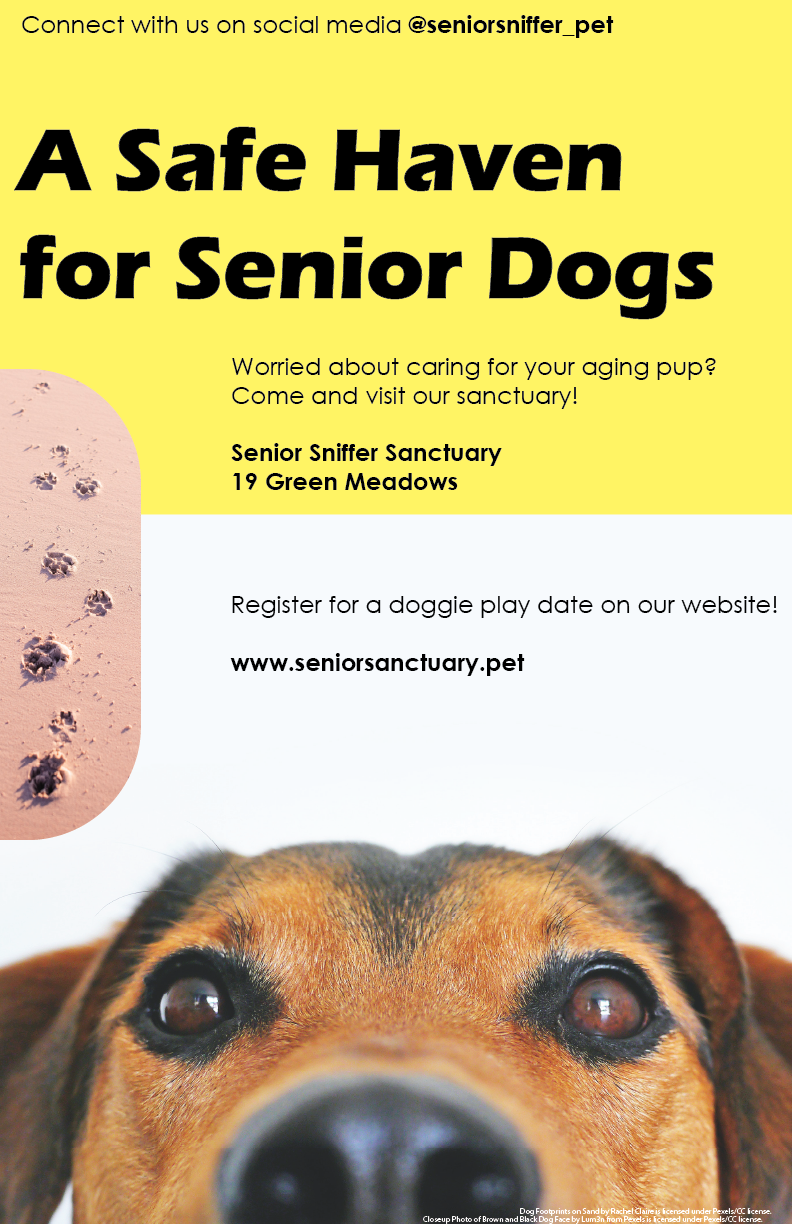 Connect with us on social media @seniorsniffer_pet
A Safe Haven
for Senior Dogs
Worried about caring for your aging pup?
Come and visit our sanctuary!
Senior Sniffer Sanctuary
19 Green Meadows
Register for a doggie play date on our website!
www.seniorsanctuary.pet
Dog Footprints on Sand by Rachel Claire is licensed under Pexels/CC license.
Closeup Photo of Brown and Black Dog Face by Lum3n from Pexels is licensed under Pexels/CC license.